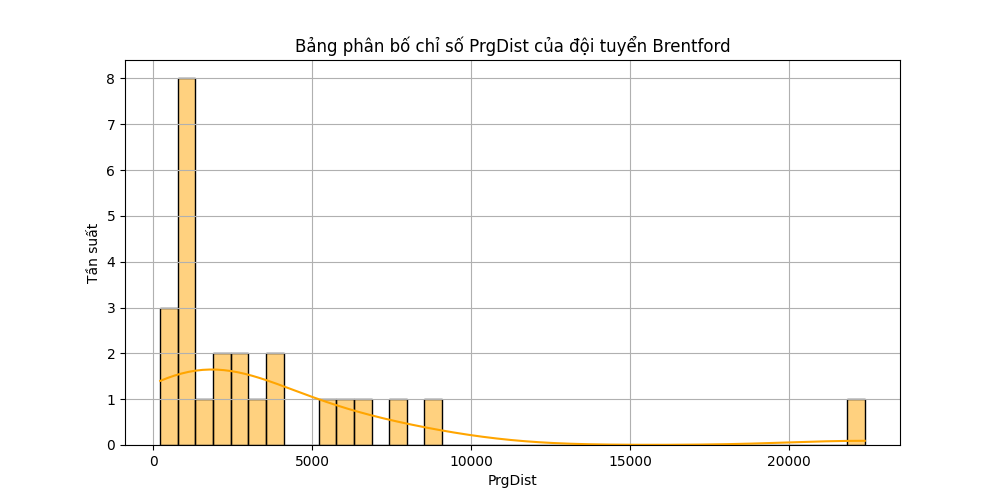 Bảng phân bố chỉ số PrgDist của đội tuyển Brentford
8
7
6
5
4
3
2
1
0
Tần suất
0 5000 10000 15000 20000
PrgDist